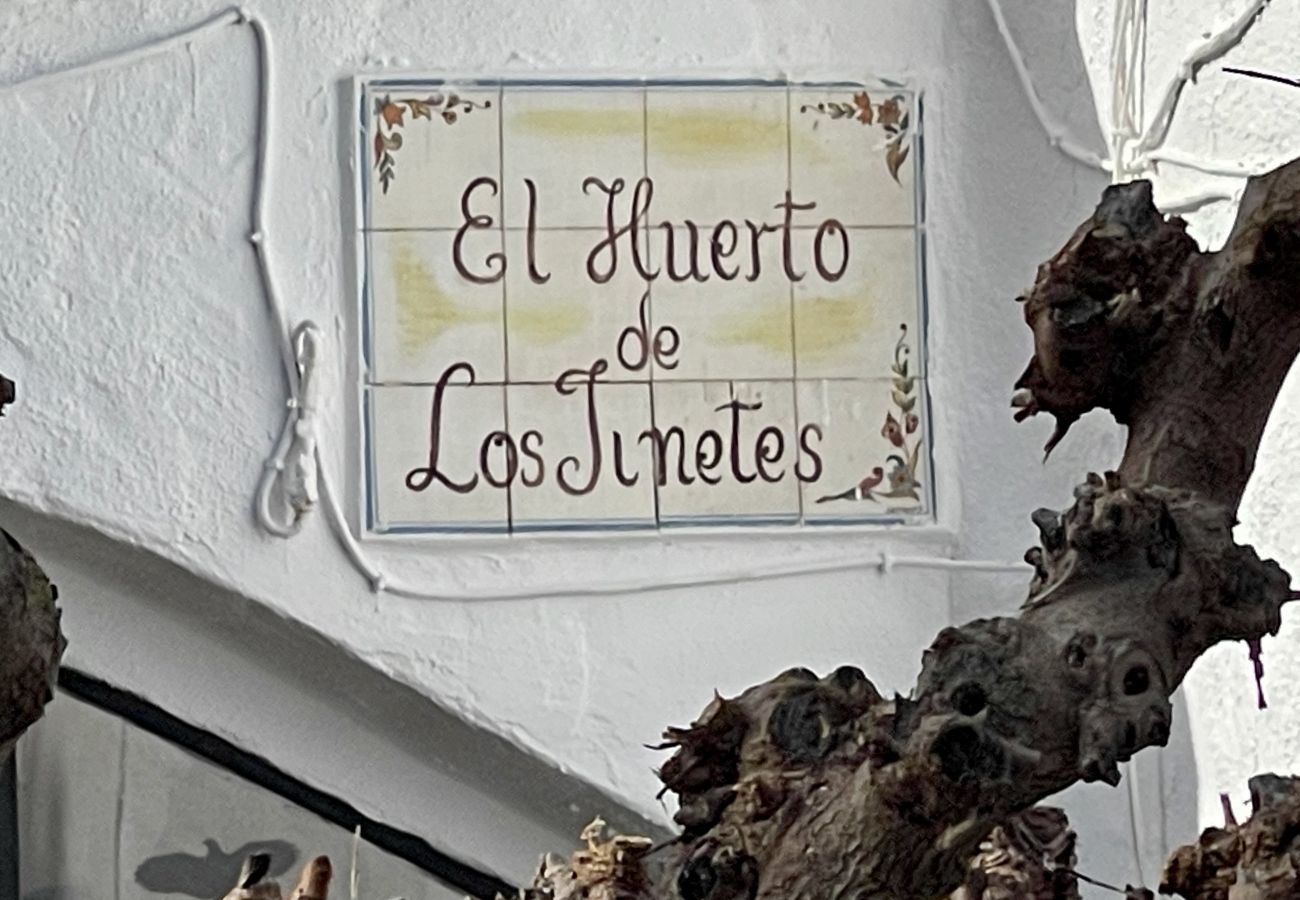 El Huerto
de
Los Jinetes